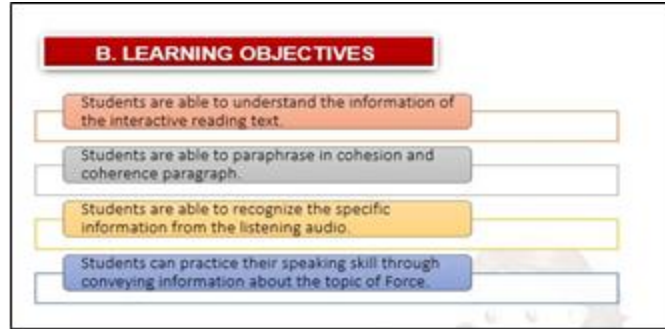 B. LEARNING OBJECTIVES
Students are able to understand the information of
the interactive reading text.
Students are able to paraphrase in cohesion and
coherence paragraph.
Students are able to recognize the specific
information from the listening audio.
Students can practice their speaking skill through
conveying information about the topic of Force.